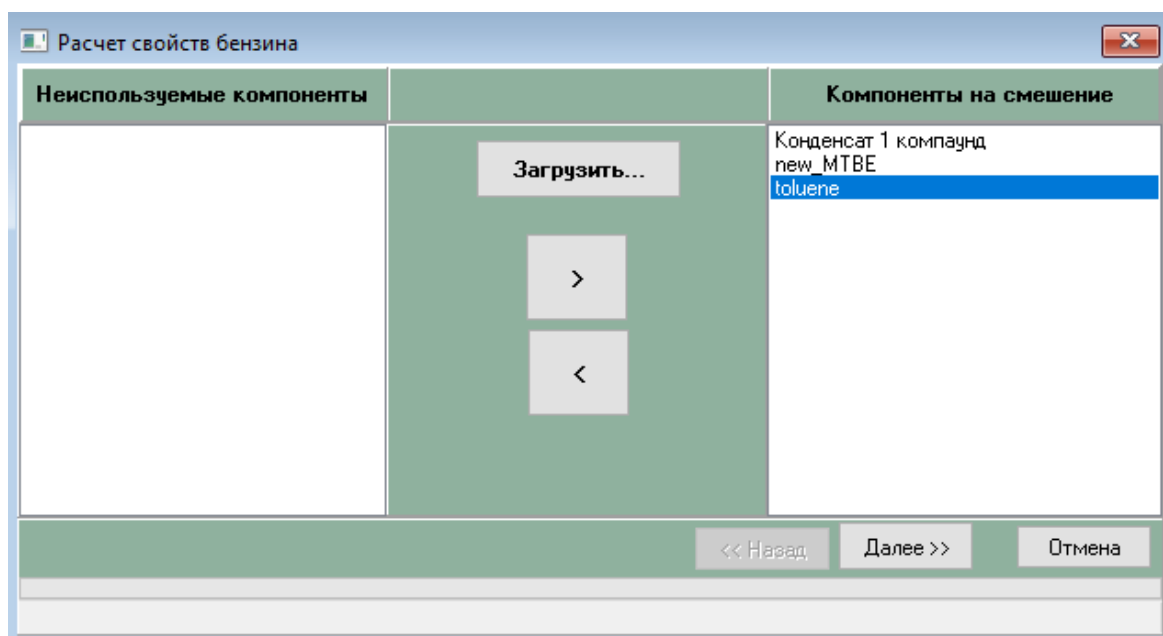 Расчет свойств бензина
Неиспользуемые компоненты
Компоненты на смешение
Загрузить...
>
<
Конденсат 1 компаунд
new_MTBE
toluene
<< Назад
Далее >>
Отмена